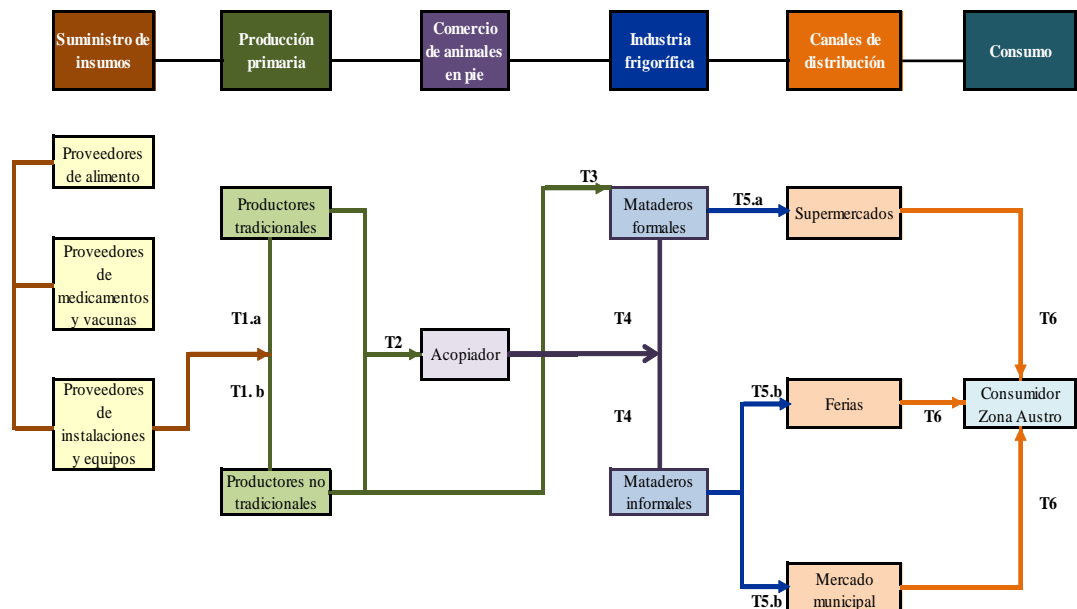 Suministro de
insumos
Producción
primaria
Comercio
de animales
en pie
Industria
frigorífica
Canales de
distribución
Consumo
Proveedores
de alimento
Proveedores
de
medicamentos
y vacunas
Proveedores
de
instalaciones
y equipos
Productores
tradicionales
T1.a
T1. b
Productores no
tradicionales
T2
Acopiador
T3
Mataderos
formales
T4
T4
Mataderos
informales
T5.a
Supermercados
T5.b
Ferias
T5.b
Mercado
municipal
T6
T6
T6
Consumidor
Zona Austro